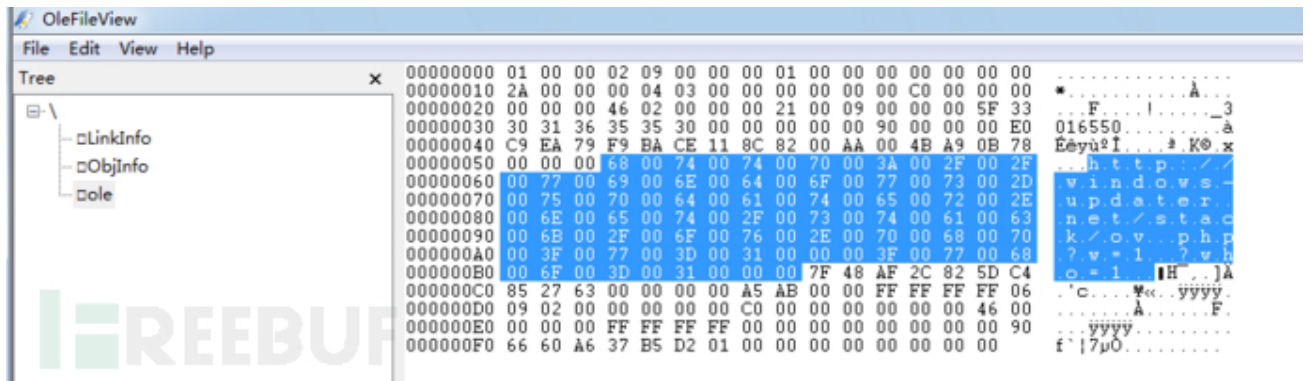 OleFileView
File Edit View Help
Tree x
\
□LinkInfo
□ObjInfo
□ole
00000000 01 00 00 02 09 00 00 00 01 00 00 00 00 00 00 00 ................
00000010 2A 00 00 00 04 03 00 00 00 00 00 00 C0 00 00 00 *...........À...
00000020 00 00 00 46 02 00 00 00 21 00 09 00 00 00 5F 33 ...F....!....._3
00000030 30 31 36 35 35 30 00 00 00 00 00 90 00 00 00 E0 016550.........à
00000040 C9 EA 79 F9 BA CE 11 8C 82 00 AA 00 4B A9 0B 78 ÉêyùºÎ....ª.K©.x
00000050 00 00 00 68 00 74 00 74 00 70 00 3A 00 2F 00 2F ...h.t.t.p.:././
00000060 00 77 00 69 00 6E 00 64 00 6F 00 77 00 73 00 2D .w.i.n.d.o.w.s.-
00000070 00 75 00 70 00 64 00 61 00 74 00 65 00 72 00 2E .u.p.d.a.t.e.r..
00000080 00 6E 00 65 00 74 00 2F 00 73 00 74 00 61 00 63 .n.e.t./.s.t.a.c
00000090 00 6B 00 2F 00 6F 00 76 00 2E 00 70 00 68 00 70 .k./.o.v...p.h.p
000000A0 00 3F 00 77 00 3D 00 31 00 00 00 3F 00 77 00 68 .?.w.=.1...?.w.h
000000B0 00 6F 00 3D 00 31 00 00 00 7F 48 AF 2C 82 5D C4 .o.=.1...▮H¯,.]Ä
000000C0 85 27 63 00 00 00 00 00 A5 AB 00 00 FF FF FF FF 06 .'c.....¥«..ÿÿÿÿ.
000000D0 09 02 00 00 00 00 00 C0 00 00 00 00 00 00 46 00 .......À......F.
000000E0 00 00 00 FF FF FF FF 00 00 00 00 00 00 00 00 90 ...ÿÿÿÿ.........
000000F0 66 60 A6 37 B5 D2 01 00 00 00 00 00 00 00 00 f`¦7µÒ.........
FREEBUF